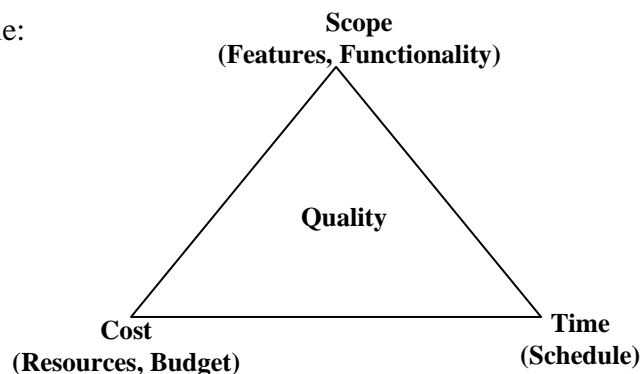 e:
Scope
(Features, Functionality)
Quality
Cost
(Resources, Budget)
Time
(Schedule)